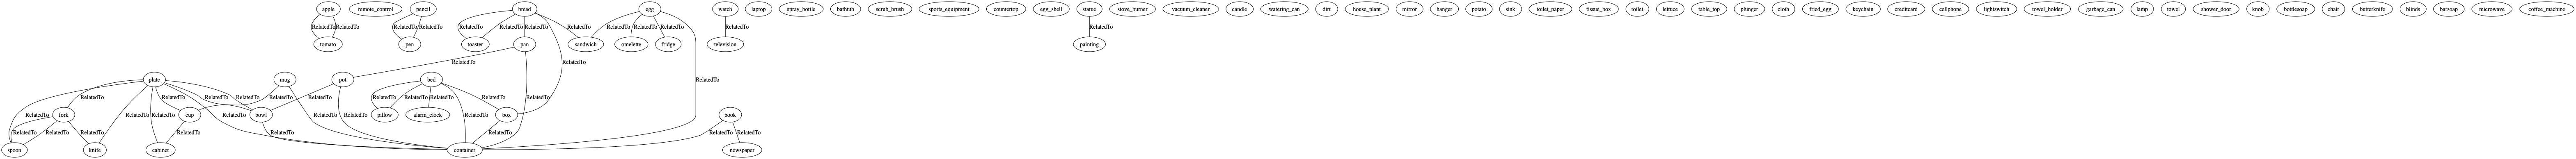 apple remote_control pencil bread egg watch laptop spray_bottle bathtub scrub_brush sports_equipment countertop egg_shell statue stove_burner vacuum_cleaner candle watering_can dirt house_plant mirror hanger potato sink toilet_paper tissue_box toilet lettuce table_top plunger cloth fried_egg keychain creditcard cellphone lightswitch towel_holder garbage_can lamp towel shower_door knob bottlesoap chair butterknife blinds barsoap microwave coffee_machine
RelatedTo RelatedTo RelatedTo RelatedTo RelatedTo RelatedTo RelatedTo RelatedTo RelatedTo RelatedTo RelatedTo RelatedTo RelatedTo
tomato pen toaster pan sandwich omelette fridge television painting
RelatedTo RelatedTo
plate mug pot bed RelatedTo
RelatedTo RelatedTo RelatedTo RelatedTo RelatedTo RelatedTo RelatedTo RelatedTo RelatedTo RelatedTo RelatedTo
RelatedTo fork RelatedTo RelatedTo cup bowl RelatedTo RelatedTo pillow alarm_clock RelatedTo box book
RelatedTo RelatedTo RelatedTo RelatedTo RelatedTo RelatedTo RelatedTo RelatedTo
spoon knife cabinet container newspaper